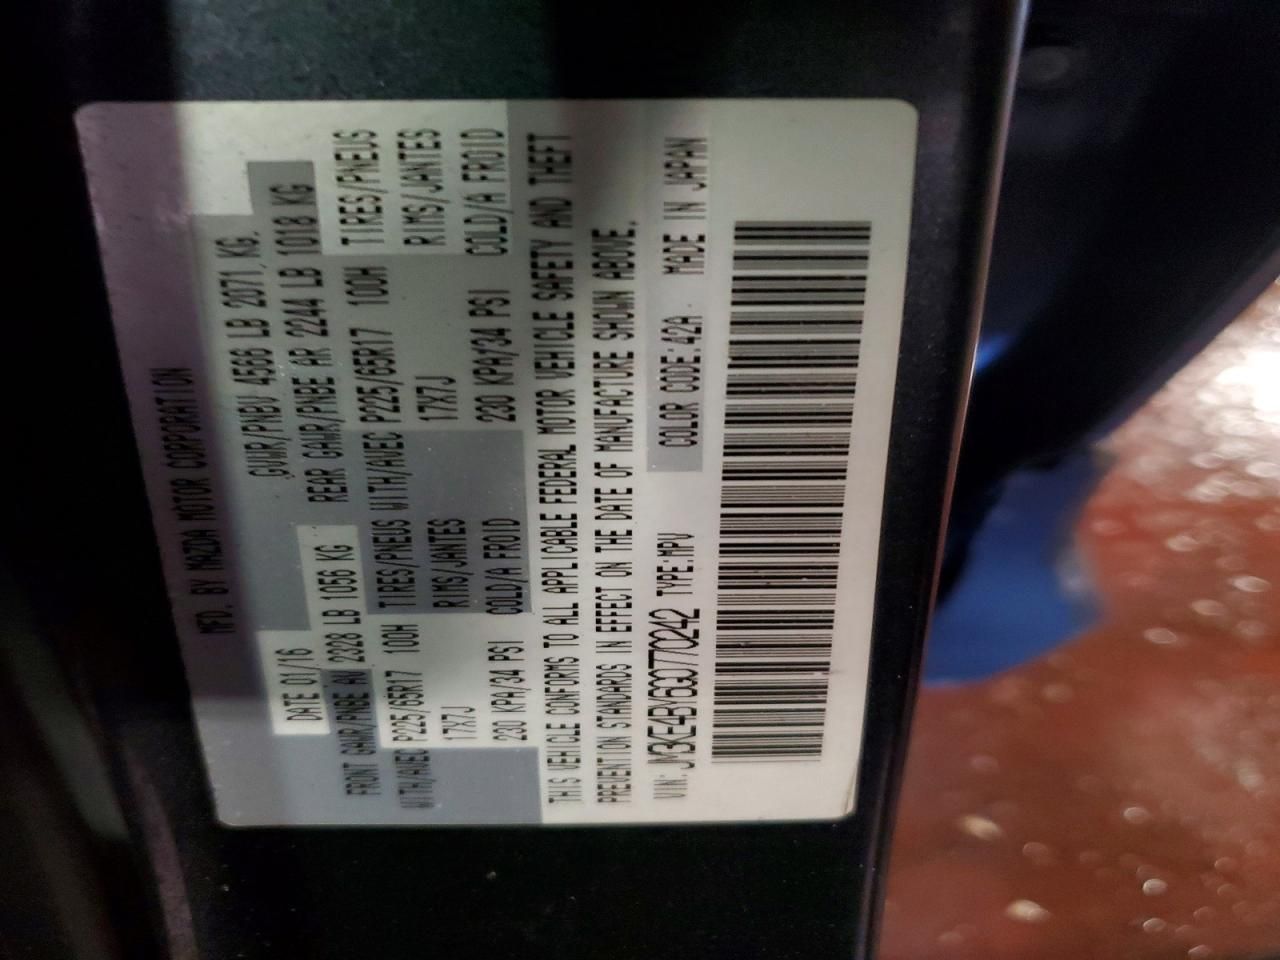 MFD. BY MAZDA MOTOR CORPORATION
DATE 01/16 GVWR/PNBV 4566 LB 2071 KG.
FRONT GAWR/PNBE AV 2328 LB 1056 KG REAR GAWR/PNBE AR 2244 LB 1018 KG
WITH/AVEC P225/65R17 100H TIRES/PNEUS WITH/AVEC P225/65R17 100H TIRES/PNEUS
17X7J RIMS/JANTES 17X7J RIMS/JANTES
230 KPA/34 PSI COLD/A FROID 230 KPA/34 PSI COLD/A FROID
THIS VEHICLE CONFORMS TO ALL APPLICABLE FEDERAL MOTOR VEHICLE SAFETY AND THEFT
PREVENTION STANDARDS IN EFFECT ON THE DATE OF MANUFACTURE SHOWN ABOVE.
VIN: JM3KE4BY6G0770242 TYPE:MPV COLOR CODE:42A. MADE IN JAPAN